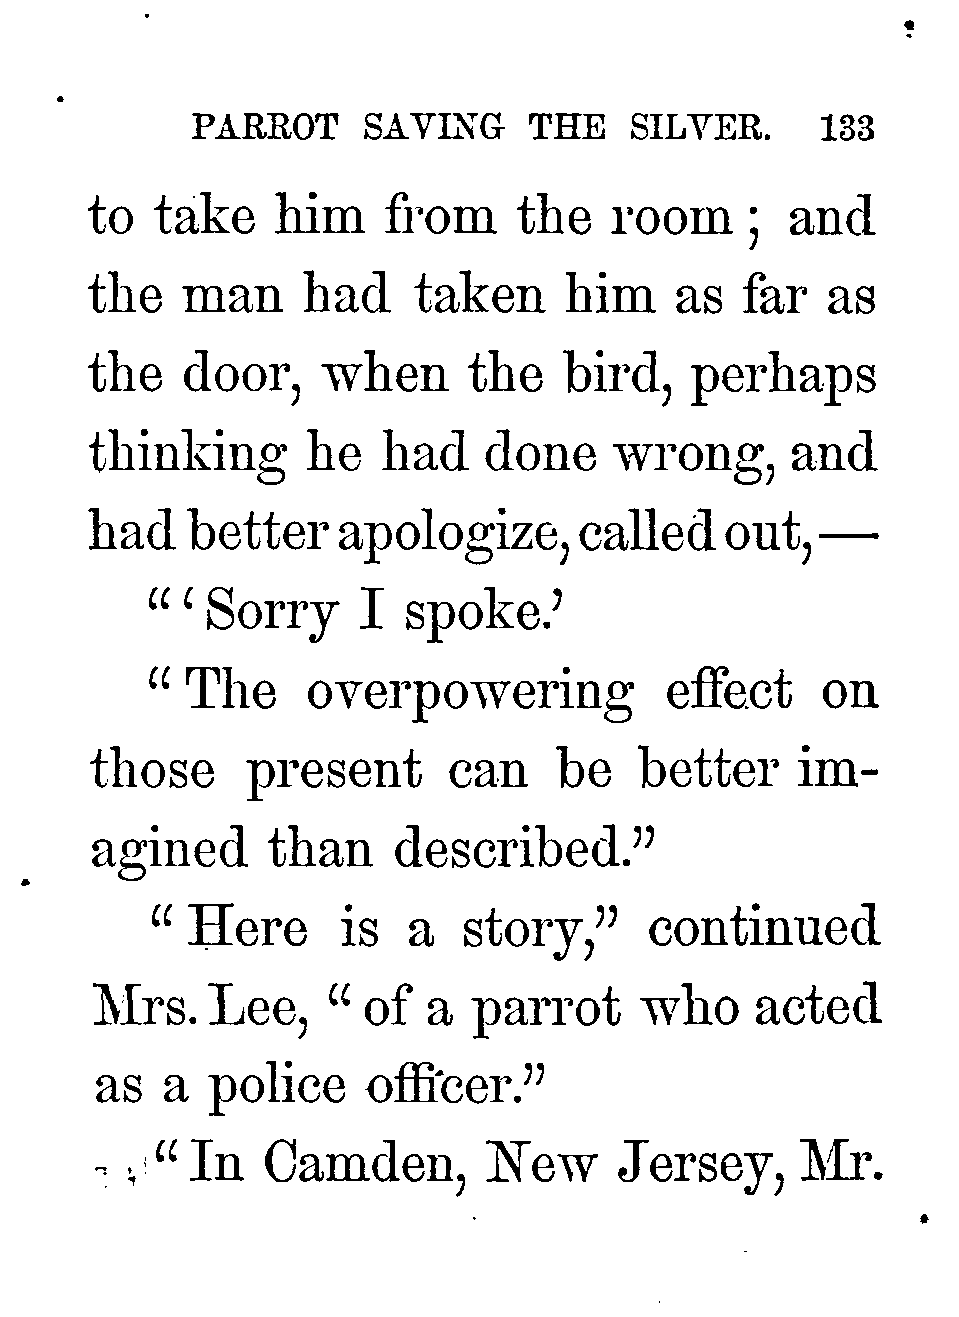 PARROT SAVING THE SILVER. 133
to take him from the room; and
the man had taken him as far as
the door, when the bird, perhaps
thinking he had done wrong, and
had better apologize, called out,—
"'Sorry I spoke.'
"The overpowering effect on
those present can be better im-
agined than described."
"Here is a story," continued
Mrs. Lee, "of a parrot who acted
as a police officer."
"In Camden, New Jersey, Mr.